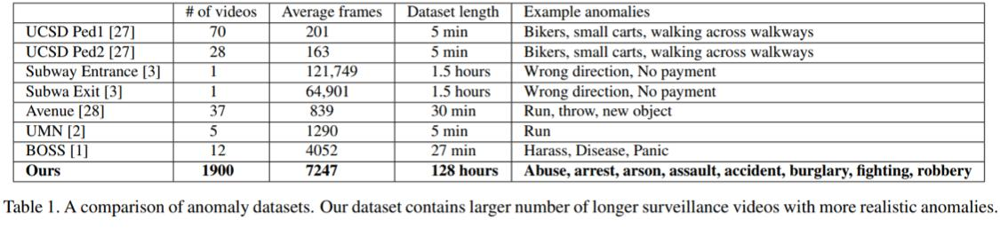 # of videos Average frames Dataset length Example anomalies
UCSD Ped1 [27] 70 201 5 min Bikers, small carts, walking across walkways
UCSD Ped2 [27] 28 163 5 min Bikers, small carts, walking across walkways
Subway Entrance [3] 1 121,749 1.5 hours Wrong direction, No payment
Subwa Exit [3] 1 64,901 1.5 hours Wrong direction, No payment
Avenue [28] 37 839 30 min Run, throw, new object
UMN [2] 5 1290 5 min Run
BOSS [1] 12 4052 27 min Harass, Disease, Panic
Ours 1900 7247 128 hours Abuse, arrest, arson, assault, accident, burglary, fighting, robbery
Table 1. A comparison of anomaly datasets. Our dataset contains larger number of longer surveillance videos with more realistic anomalies.